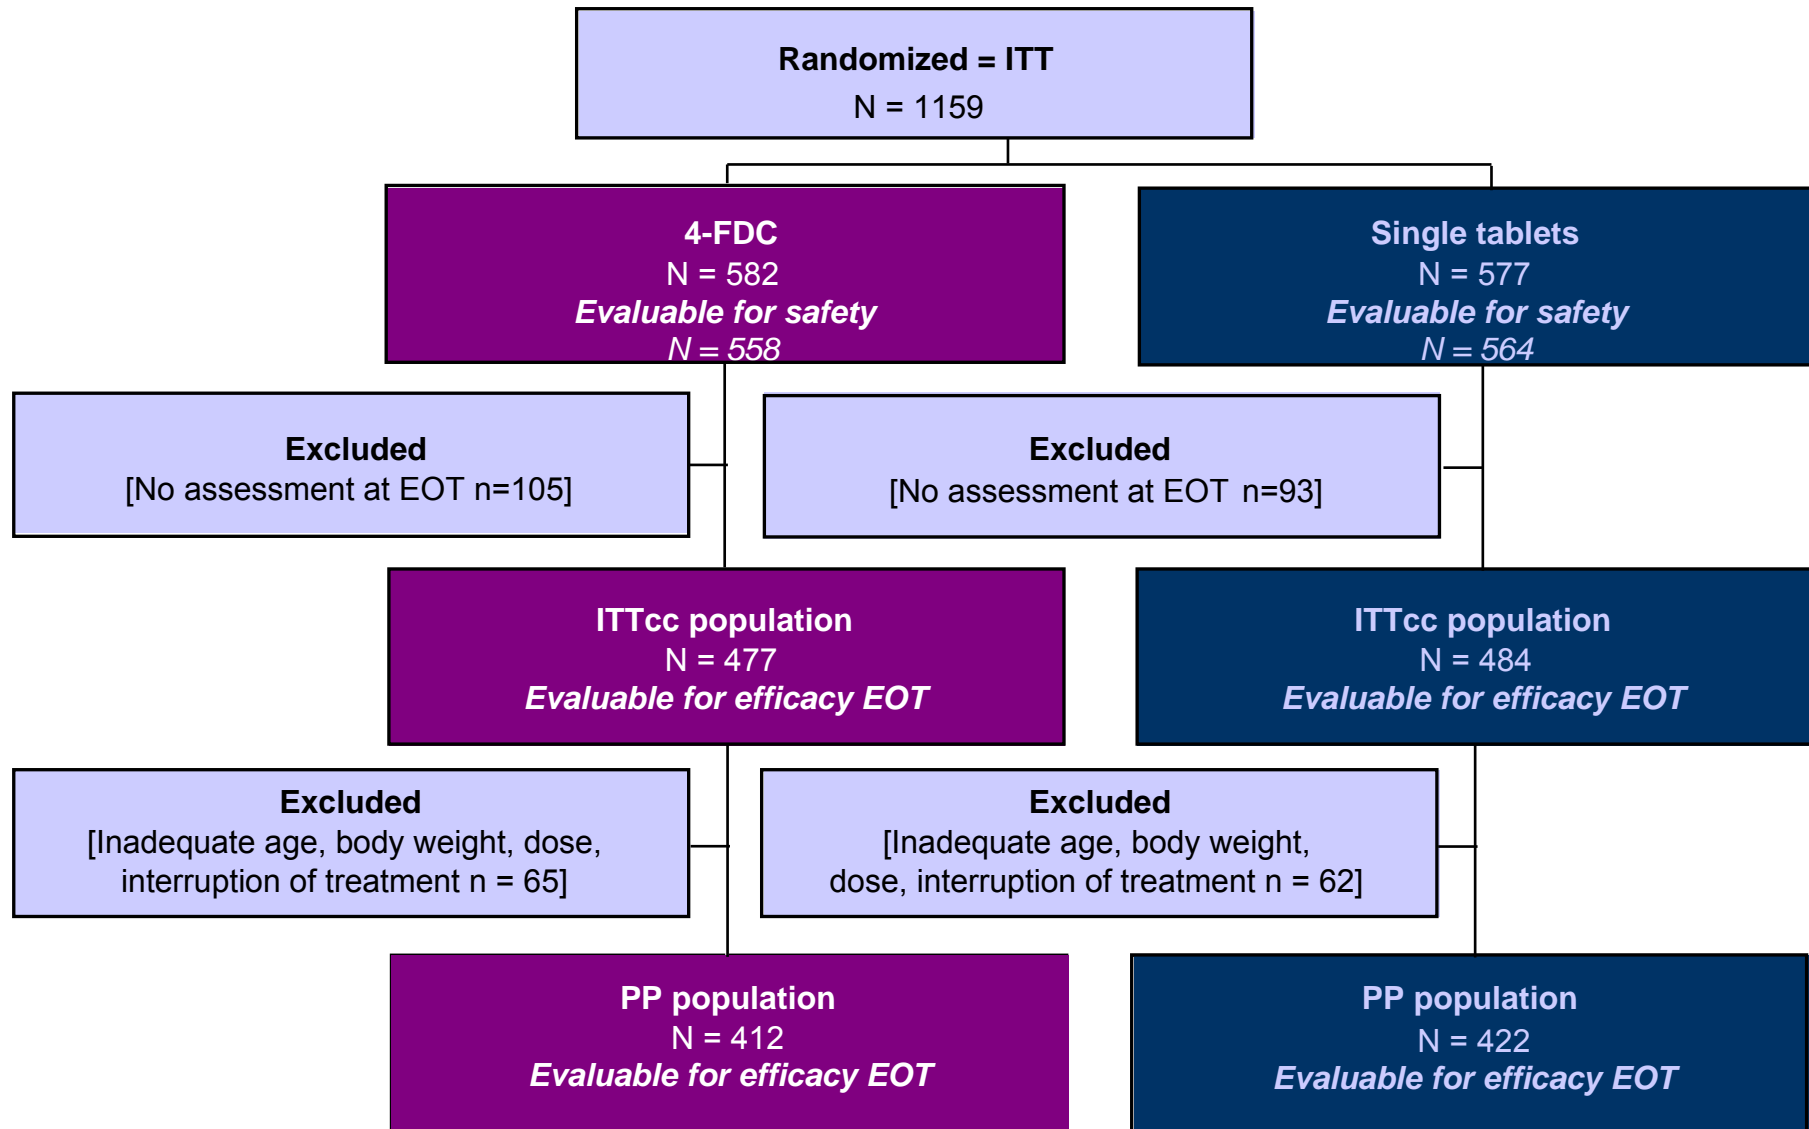 Randomized = ITT
N = 1159
4-FDC
N = 582
Evaluable for safety
N = 558
Single tablets
N = 577
Evaluable for safety
N = 564
Excluded
[No assessment at EOT n=105]
Excluded
[No assessment at EOT n=93]
ITTcc population
N = 477
Evaluable for efficacy EOT
ITTcc population
N = 484
Evaluable for efficacy EOT
Excluded
[Inadequate age, body weight, dose,
interruption of treatment n = 65]
Excluded
[Inadequate age, body weight,
dose, interruption of treatment n = 62]
PP population
N = 412
Evaluable for efficacy EOT
PP population
N = 422
Evaluable for efficacy EOT